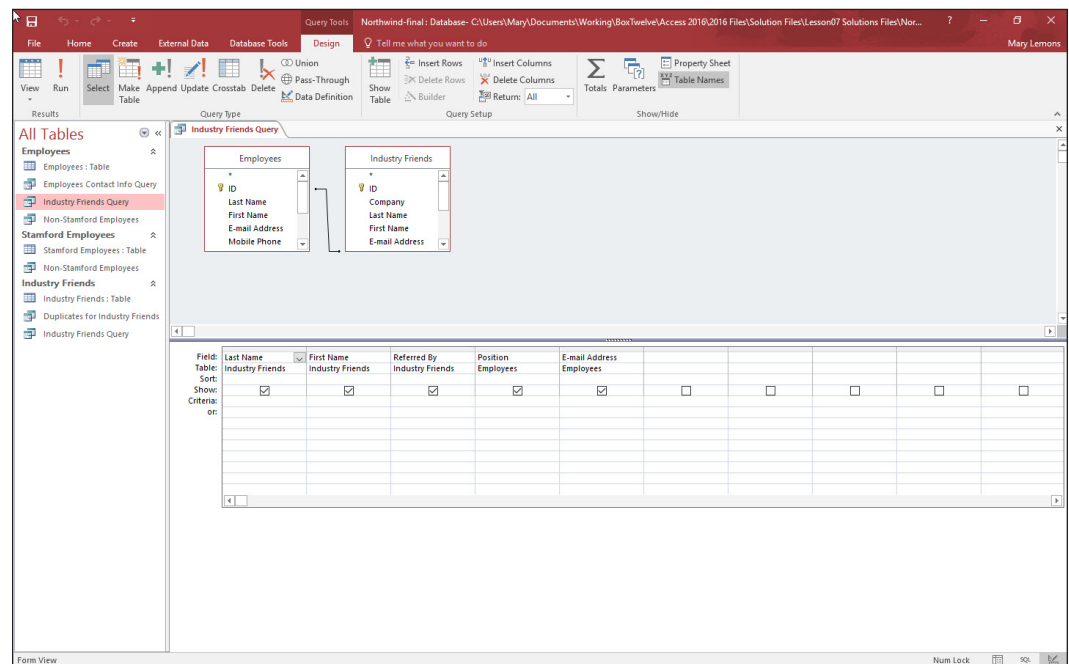 Query Tools Northwind-final : Database- C:\Users\Mary\Documents\Working\BoxTwelve\Access 2016\2016 Files\Solution Files\Lesson07 Solutions Files\Nor... ?
File Home Create External Data Database Tools Design Tell me what you want to do Mary Lemons
View
Run
Select
Make Table
Append
Update
Crosstab
Delete
Union
Pass-Through
Data Definition
Show Table
Insert Rows
Delete Rows
Builder
Insert Columns
Delete Columns
Return: All
Totals
Parameters
Property Sheet
Table Names
Results Query Type Query Setup Show/Hide
All Tables
Employees
Employees : Table
Employees Contact Info Query
Industry Friends Query
Non-Stamford Employees
Stamford Employees
Stamford Employees : Table
Non-Stamford Employees
Industry Friends
Industry Friends : Table
Duplicates for Industry Friends
Industry Friends Query
Industry Friends Query
Employees
*
ID
Last Name
First Name
E-mail Address
Mobile Phone
Industry Friends
*
ID
Company
Last Name
First Name
E-mail Address
Field: Last Name First Name Referred By Position E-mail Address
Table: Industry Friends Industry Friends Industry Friends Employees Employees
Sort:
Show:
Criteria:
or:
Form View Num Lock SQL